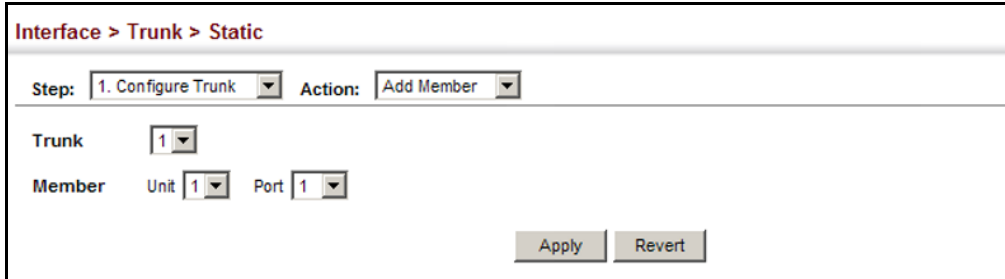 Interface > Trunk > Static
Step: 1. Configure Trunk Action: Add Member
Trunk 1
Member Unit 1 Port 1
Apply Revert